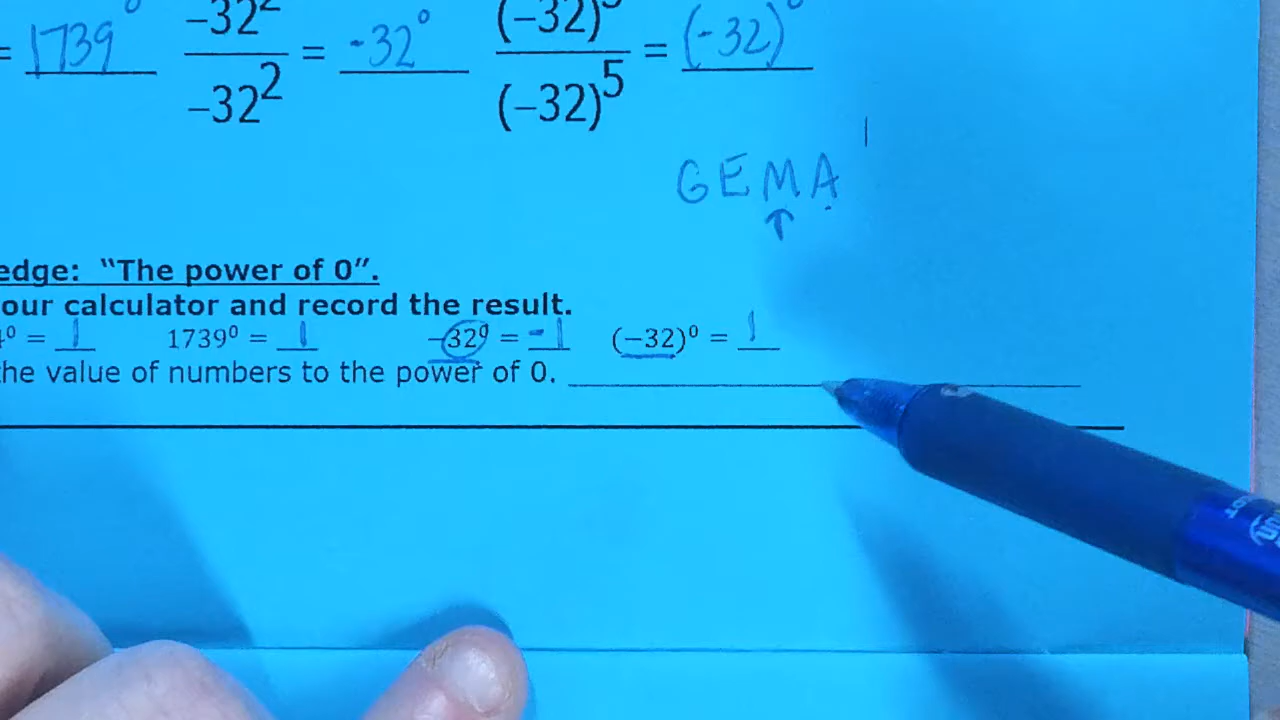 = 1739⁰ -32² / -32² = -32⁰ (-32)⁵ / (-32)⁵ = (-32)⁰
GEMA
edge: “The power of 0”.
our calculator and record the result.
4⁰ = 1 1739⁰ = 1 -32⁰ = -1 (-32)⁰ = 1
he value of numbers to the power of 0.